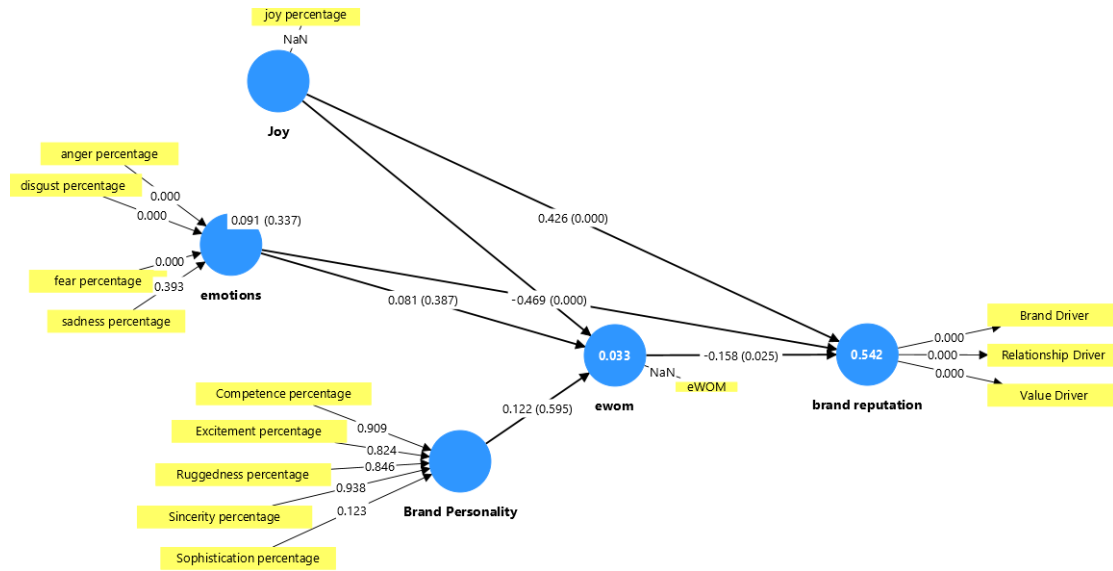 joy percentage
NaN
Joy
anger percentage
0.000
disgust percentage
0.000
0.091 (0.337)
0.426 (0.000)
0.000
fear percentage
0.393
emotions
sadness percentage
0.081 (0.387)
-0.469 (0.000)
Brand Driver
0.000
0.033
-0.158 (0.025)
0.542
0.000
Relationship Driver
NaN
eWOM
0.000
Value Driver
ewom
brand reputation
Competence percentage
0.122 (0.595)
0.909
Excitement percentage
0.824
0.846
Ruggedness percentage
0.938
Sincerity percentage
0.123
Brand Personality
Sophistication percentage